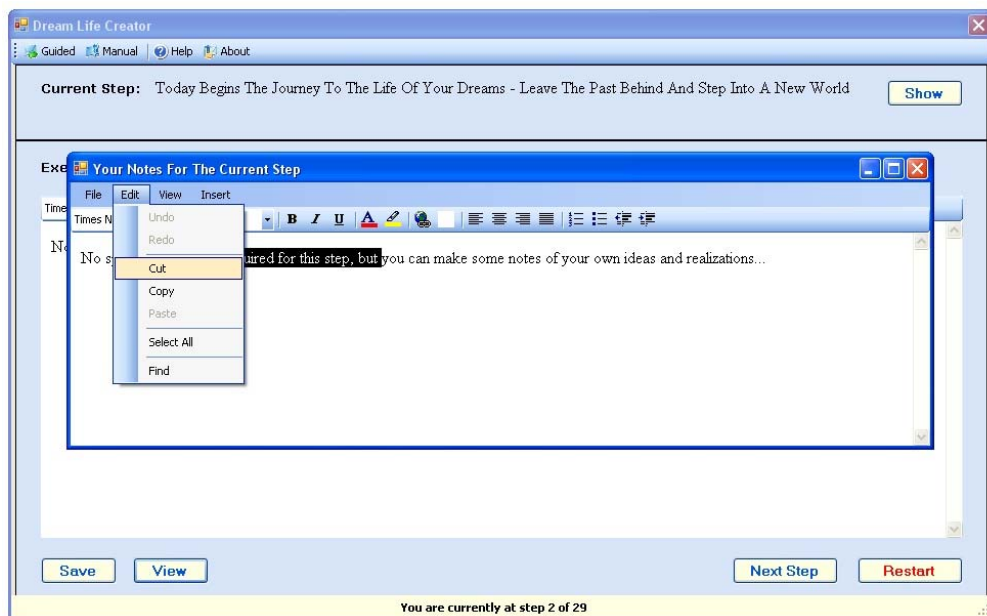 Dream Life Creator
Guided Manual Help About
Current Step: Today Begins The Journey To The Life Of Your Dreams - Leave The Past Behind And Step Into A New World Show
Exe
Your Notes For The Current Step
File Edit View Insert
Time
Times N B I U A
Undo
Redo
No
No s uired for this step, but you can make some notes of your own ideas and realizations...
Cut
Copy
Paste
Select All
Find
Save View Next Step Restart
You are currently at step 2 of 29